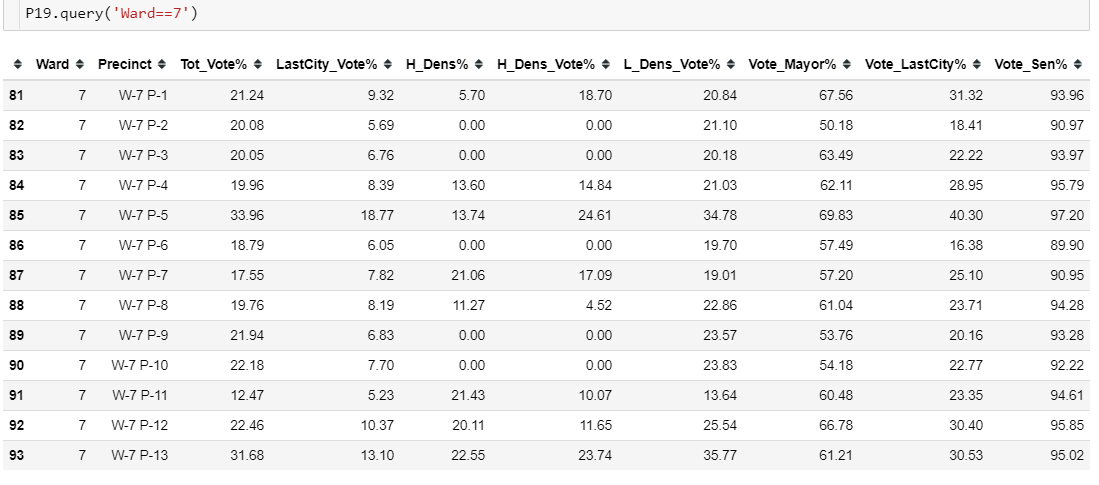 P19.query('Ward==7')
Ward Precinct Tot_Vote% LastCity_Vote% H_Dens% H_Dens_Vote% L_Dens_Vote% Vote_Mayor% Vote_LastCity% Vote_Sen%
81 7 W-7 P-1 21.24 9.32 5.70 18.70 20.84 67.56 31.32 93.96
82 7 W-7 P-2 20.08 5.69 0.00 0.00 21.10 50.18 18.41 90.97
83 7 W-7 P-3 20.05 6.76 0.00 0.00 20.18 63.49 22.22 93.97
84 7 W-7 P-4 19.96 8.39 13.60 14.84 21.03 62.11 28.95 95.79
85 7 W-7 P-5 33.96 18.77 13.74 24.61 34.78 69.83 40.30 97.20
86 7 W-7 P-6 18.79 6.05 0.00 0.00 19.70 57.49 16.38 89.90
87 7 W-7 P-7 17.55 7.82 21.06 17.09 19.01 57.20 25.10 90.95
88 7 W-7 P-8 19.76 8.19 11.27 4.52 22.86 61.04 23.71 94.28
89 7 W-7 P-9 21.94 6.83 0.00 0.00 23.57 53.76 20.16 93.28
90 7 W-7 P-10 22.18 7.70 0.00 0.00 23.83 54.18 22.77 92.22
91 7 W-7 P-11 12.47 5.23 21.43 10.07 13.64 60.48 23.35 94.61
92 7 W-7 P-12 22.46 10.37 20.11 11.65 25.54 66.78 30.40 95.85
93 7 W-7 P-13 31.68 13.10 22.55 23.74 35.77 61.21 30.53 95.02